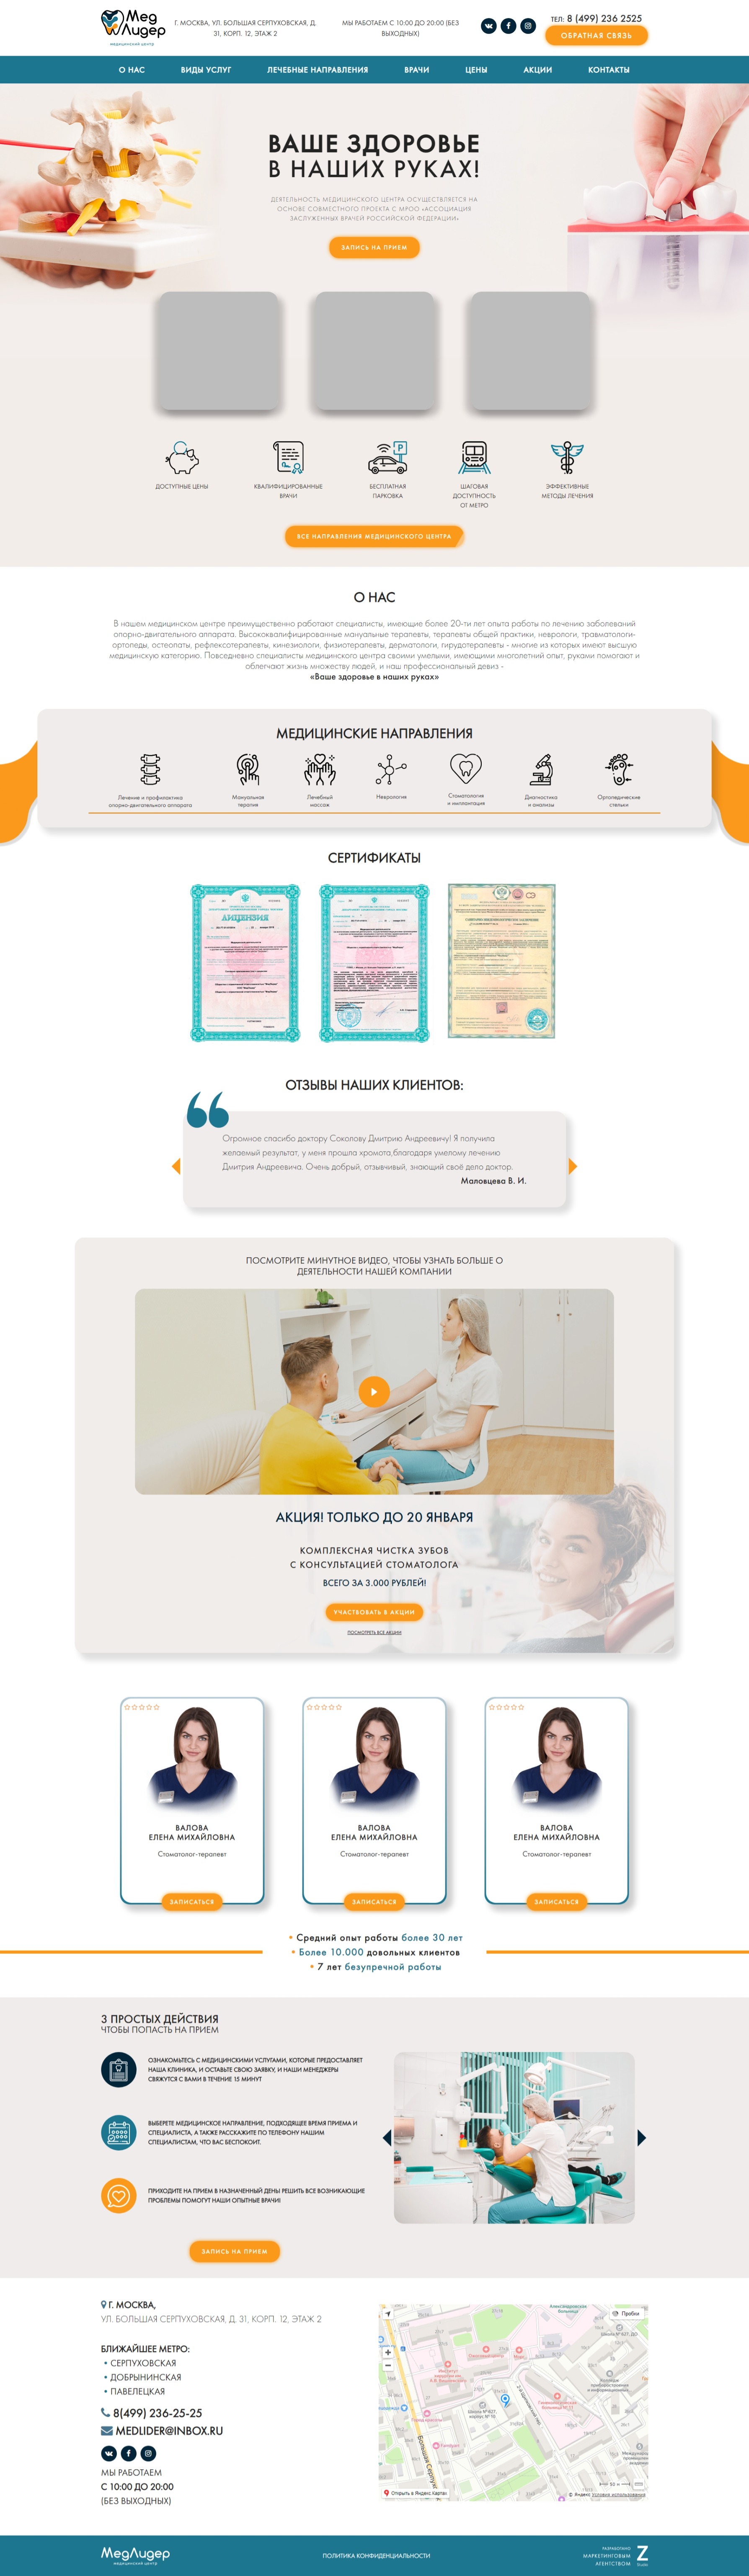 Мед
Лидер
медицинский центр
Г. МОСКВА, УЛ. БОЛЬШАЯ СЕРПУХОВСКАЯ, Д.
31, КОРП. 12, ЭТАЖ 2
МЫ РАБОТАЕМ С 10:00 ДО 20:00 (БЕЗ
ВЫХОДНЫХ)
ТЕЛ: 8 (499) 236 2525
ОБРАТНАЯ СВЯЗЬ
О НАС
ВИДЫ УСЛУГ
ЛЕЧЕБНЫЕ НАПРАВЛЕНИЯ
ВРАЧИ
ЦЕНЫ
АКЦИИ
КОНТАКТЫ
ВАШЕ ЗДОРОВЬЕ
В НАШИХ РУКАХ!
ДЕЯТЕЛЬНОСТЬ МЕДИЦИНСКОГО ЦЕНТРА ОСУЩЕСТВЛЯЕТСЯ НА
ОСНОВЕ СОВМЕСТНОГО ПРОЕКТА С МРОО «АССОЦИАЦИЯ
ЗАСЛУЖЕННЫХ ВРАЧЕЙ РОССИЙСКОЙ ФЕДЕРАЦИИ»
ЗАПИСЬ НА ПРИЕМ
ДОСТУПНЫЕ ЦЕНЫ
КВАЛИФИЦИРОВАННЫЕ
ВРАЧИ
БЕСПЛАТНАЯ
ПАРКОВКА
ШАГОВАЯ
ДОСТУПНОСТЬ
ОТ МЕТРО
ЭФФЕКТИВНЫЕ
МЕТОДЫ ЛЕЧЕНИЯ
ВСЕ НАПРАВЛЕНИЯ МЕДИЦИНСКОГО ЦЕНТРА
О НАС
В нашем медицинском центре преимущественно работают специалисты, имеющие более 20-ти лет опыта работы по лечению заболеваний
опорно-двигательного аппарата. Высококвалифицированные мануальные терапевты, терапевты общей практики, неврологи, травматологи-
ортопеды, остеопаты, рефлексотерапевты, кинезиологи, физиотерапевты, дерматологи, гирудотерапевты - многие из которых имеют высшую
медицинскую категорию. Повседневно специалисты медицинского центра своими умелыми, имеющими многолетний опыт, руками помогают и
облегчают жизнь множеству людей, и наш профессиональный девиз -
«Ваше здоровье в наших руках»
МЕДИЦИНСКИЕ НАПРАВЛЕНИЯ
Лечение и профилактика
опорно-двигательного аппарата
Мануальная
терапия
Лечебный
массаж
Неврология
Стоматология
и имплантация
Диагностика
и анализы
Ортопедические
стельки
СЕРТИФИКАТЫ
ЛИЦЕНЗИЯ
ОТЗЫВЫ НАШИХ КЛИЕНТОВ:
Огромное спасибо доктору Соколову Дмитрию Андреевичу! Я получила
желаемый результат, у меня прошла хромота,благодаря умелому лечению
Дмитрия Андреевича. Очень добрый, отзывчивый, знающий своё дело доктор.
Маловцева В. И.
ПОСМОТРИТЕ МИНУТНОЕ ВИДЕО, ЧТОБЫ УЗНАТЬ БОЛЬШЕ О
ДЕЯТЕЛЬНОСТИ НАШЕЙ КОМПАНИИ
АКЦИЯ! ТОЛЬКО ДО 20 ЯНВАРЯ
КОМПЛЕКСНАЯ ЧИСТКА ЗУБОВ
С КОНСУЛЬТАЦИЕЙ СТОМАТОЛОГА
ВСЕГО ЗА 3.000 РУБЛЕЙ!
УЧАСТВОВАТЬ В АКЦИИ
ПОСМОТРЕТЬ ВСЕ АКЦИИ
ВАЛОВА
ЕЛЕНА МИХАЙЛОВНА
Стоматолог-терапевт
ЗАПИСАТЬСЯ
ВАЛОВА
ЕЛЕНА МИХАЙЛОВНА
Стоматолог-терапевт
ЗАПИСАТЬСЯ
ВАЛОВА
ЕЛЕНА МИХАЙЛОВНА
Стоматолог-терапевт
ЗАПИСАТЬСЯ
• Средний опыт работы более 30 лет
• Более 10.000 довольных клиентов
• 7 лет безупречной работы
3 ПРОСТЫХ ДЕЙСТВИЯ
ЧТОБЫ ПОПАСТЬ НА ПРИЕМ
ОЗНАКОМЬТЕСЬ С МЕДИЦИНСКИМИ УСЛУГАМИ, КОТОРЫЕ ПРЕДОСТАВЛЯЕТ
НАША КЛИНИКА, И ОСТАВЬТЕ СВОЮ ЗАЯВКУ, И НАШИ МЕНЕДЖЕРЫ
СВЯЖУТСЯ С ВАМИ В ТЕЧЕНИЕ 15 МИНУТ
ВЫБЕРЕТЕ МЕДИЦИНСКОЕ НАПРАВЛЕНИЕ, ПОДХОДЯЩЕЕ ВРЕМЯ ПРИЕМА И
СПЕЦИАЛИСТА, А ТАКЖЕ РАССКАЖИТЕ ПО ТЕЛЕФОНУ НАШИМ
СПЕЦИАЛИСТАМ, ЧТО ВАС БЕСПОКОИТ.
ПРИХОДИТЕ НА ПРИЕМ В НАЗНАЧЕННЫЙ ДЕНЬ! РЕШИТЬ ВСЕ ВОЗНИКАЮЩИЕ
ПРОБЛЕМЫ ПОМОГУТ НАШИ ОПЫТНЫЕ ВРАЧИ!
ЗАПИСЬ НА ПРИЕМ
Г. МОСКВА,
УЛ. БОЛЬШАЯ СЕРПУХОВСКАЯ, Д. 31, КОРП. 12, ЭТАЖ 2
БЛИЖАЙШЕЕ МЕТРО:
• СЕРПУХОВСКАЯ
• ДОБРЫНИНСКАЯ
• ПАВЕЛЕЦКАЯ
8(499) 236-25-25
MEDLIDER@INBOX.RU
МЫ РАБОТАЕМ
С 10:00 ДО 20:00
(БЕЗ ВЫХОДНЫХ)
Пробки
Открыть в Яндекс.Картах
© Яндекс Условия использования
МедЛидер
медицинский центр
ПОЛИТИКА КОНФИДЕНЦИАЛЬНОСТИ
РАЗРАБОТАНО
МАРКЕТИНГОВЫМ
АГЕНТСТВОМ
Z